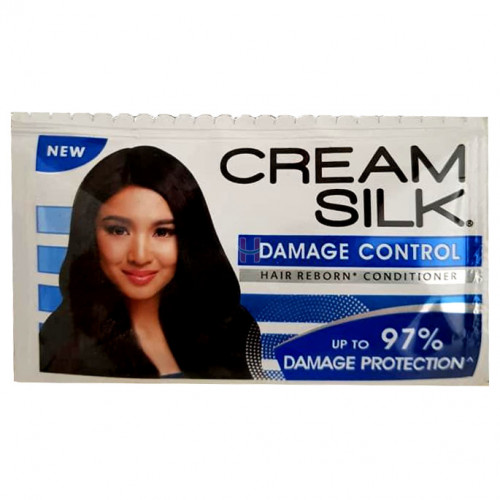 NEW
CREAM
SILK®
DAMAGE CONTROL
HAIR REBORN* CONDITIONER
UP TO 97%
DAMAGE PROTECTION^